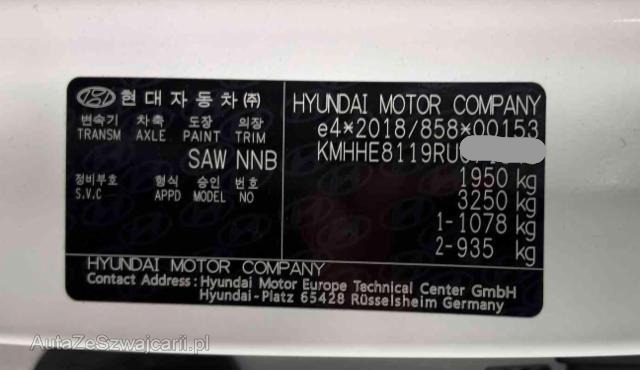 현대자동차㈜
변속기 차축 도장 의장
TRANSM AXLE PAINT TRIM
SAW NNB
정비부호 형식 승인
S.V.C APPD MODEL NO
HYUNDAI MOTOR COMPANY
e4*2018/858*00153
KMHHE8119RU
1950 kg
3250 kg
1-1078 kg
2-935 kg
HYUNDAI MOTOR COMPANY
Contact Address : Hyundai Motor Europe Technical Center GmbH
Hyundai-Platz 65428 Rüsselsheim Germany
AutaZeSzwajcarii.pl